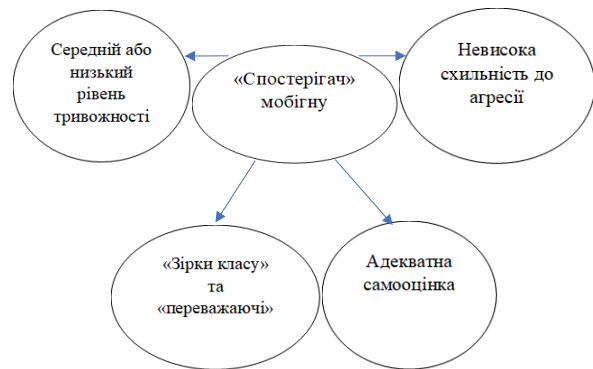 Середній або
низький
рівень
тривожності
«Спостерігач»
мобігну
Невисока
схильність до
агресії
«Зірки класу»
та
«переважаючі»
Адекватна
самооцінка